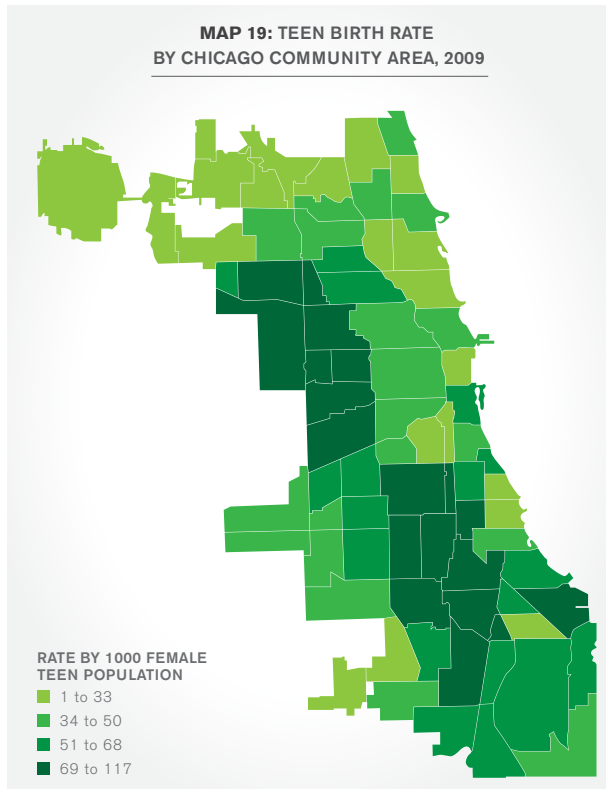 MAP 19: TEEN BIRTH RATE
BY CHICAGO COMMUNITY AREA, 2009
RATE BY 1000 FEMALE
TEEN POPULATION
1 to 33
34 to 50
51 to 68
69 to 117